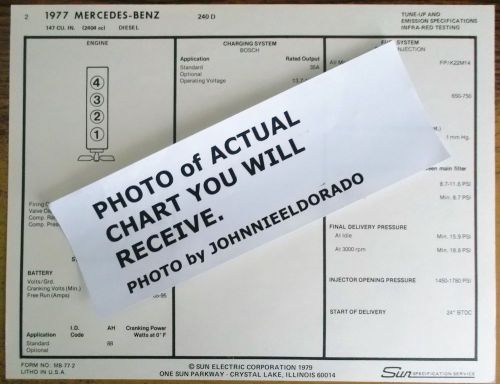 2 1977 MERCEDES-BENZ 240 D
147 CU. IN. (2404 cc) DIESEL
TUNE-UP AND
EMISSION SPECIFICATIONS
INFRA-RED TESTING
ENGINE
4
3
2
1
Firing
Valve
Comp.
Comp.
BATTERY
Volts/Grd.
Cranking Volts (Min.)
Free Run (Amps)
Application I.D. Code AH Cranking Power Watts at 0° F
Standard 88
CHARGING SYSTEM
BOSCH
Application Rated Output
Standard 35A
Optional
Operating Voltage
SYSTEM
FP/K22M14
650-750
1 mm Hg.
main filter
8.7-11.6 PSI
Min. 8.7 PSI
FINAL DELIVERY PRESSURE
At Idle Min. 15.9 PSI
At 3000 rpm Min. 18.8 PSI
INJECTOR OPENING PRESSURE 1450-1780 PSI
START OF DELIVERY 24° BTDC
PHOTO of ACTUAL
CHART YOU WILL
RECEIVE.
PHOTO by JOHNNIEELDORADO
FORM NO. MB-77-2
LITHO IN U.S.A.
© SUN ELECTRIC CORPORATION 1979
ONE SUN PARKWAY - CRYSTAL LAKE, ILLINOIS 60014
Sun SPECIFICATION SERVICE